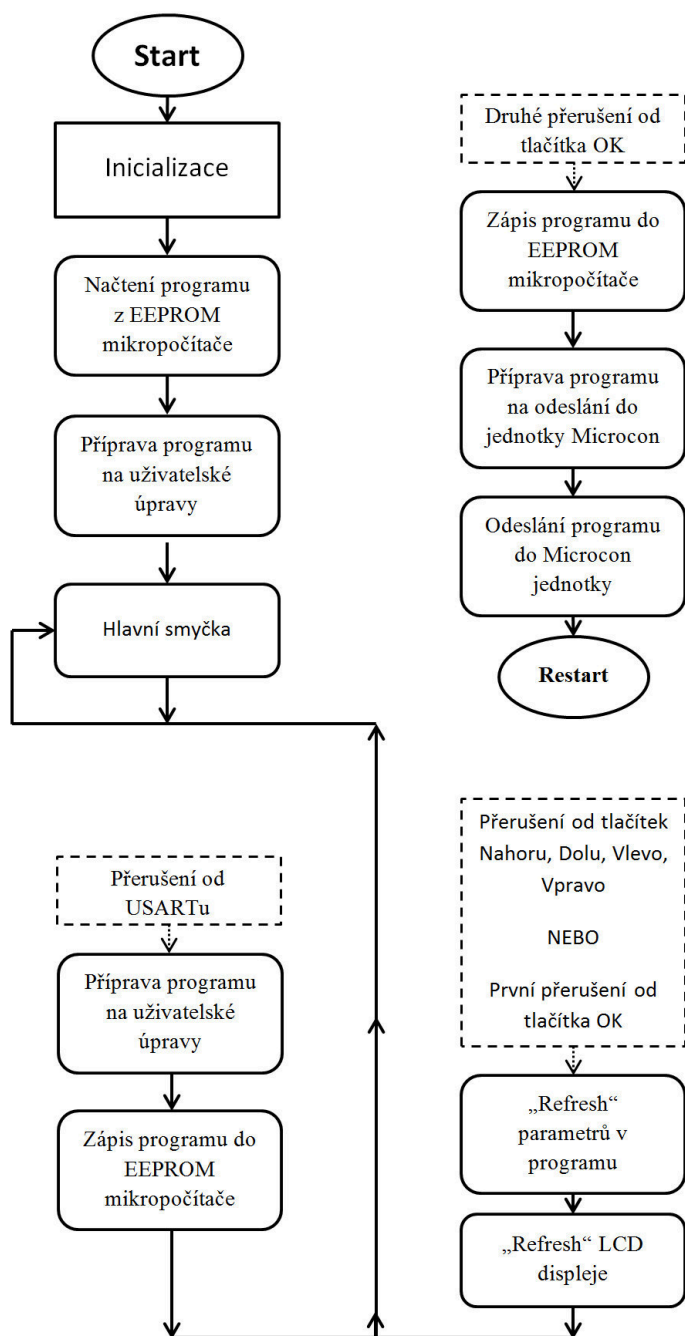 Start
Inicializace
Načtení programu
z EEPROM
mikropočítače
Příprava programu
na uživatelské
úpravy
Hlavní smyčka
Druhé přerušení od
tlačítka OK
Zápis programu do
EEPROM
mikropočítače
Příprava programu
na odeslání do
jednotky Microcon
Odeslání programu
do Microcon
jednotky
Restart
Přerušení od
USARTu
Příprava programu
na uživatelské
úpravy
Zápis programu do
EEPROM
mikropočítače
Přerušení od tlačítek
Nahoru, Dolu, Vlevo,
Vpravo
NEBO
První přerušení od
tlačítka OK
„Refresh“
parametrů v
programu
„Refresh“ LCD
displeje